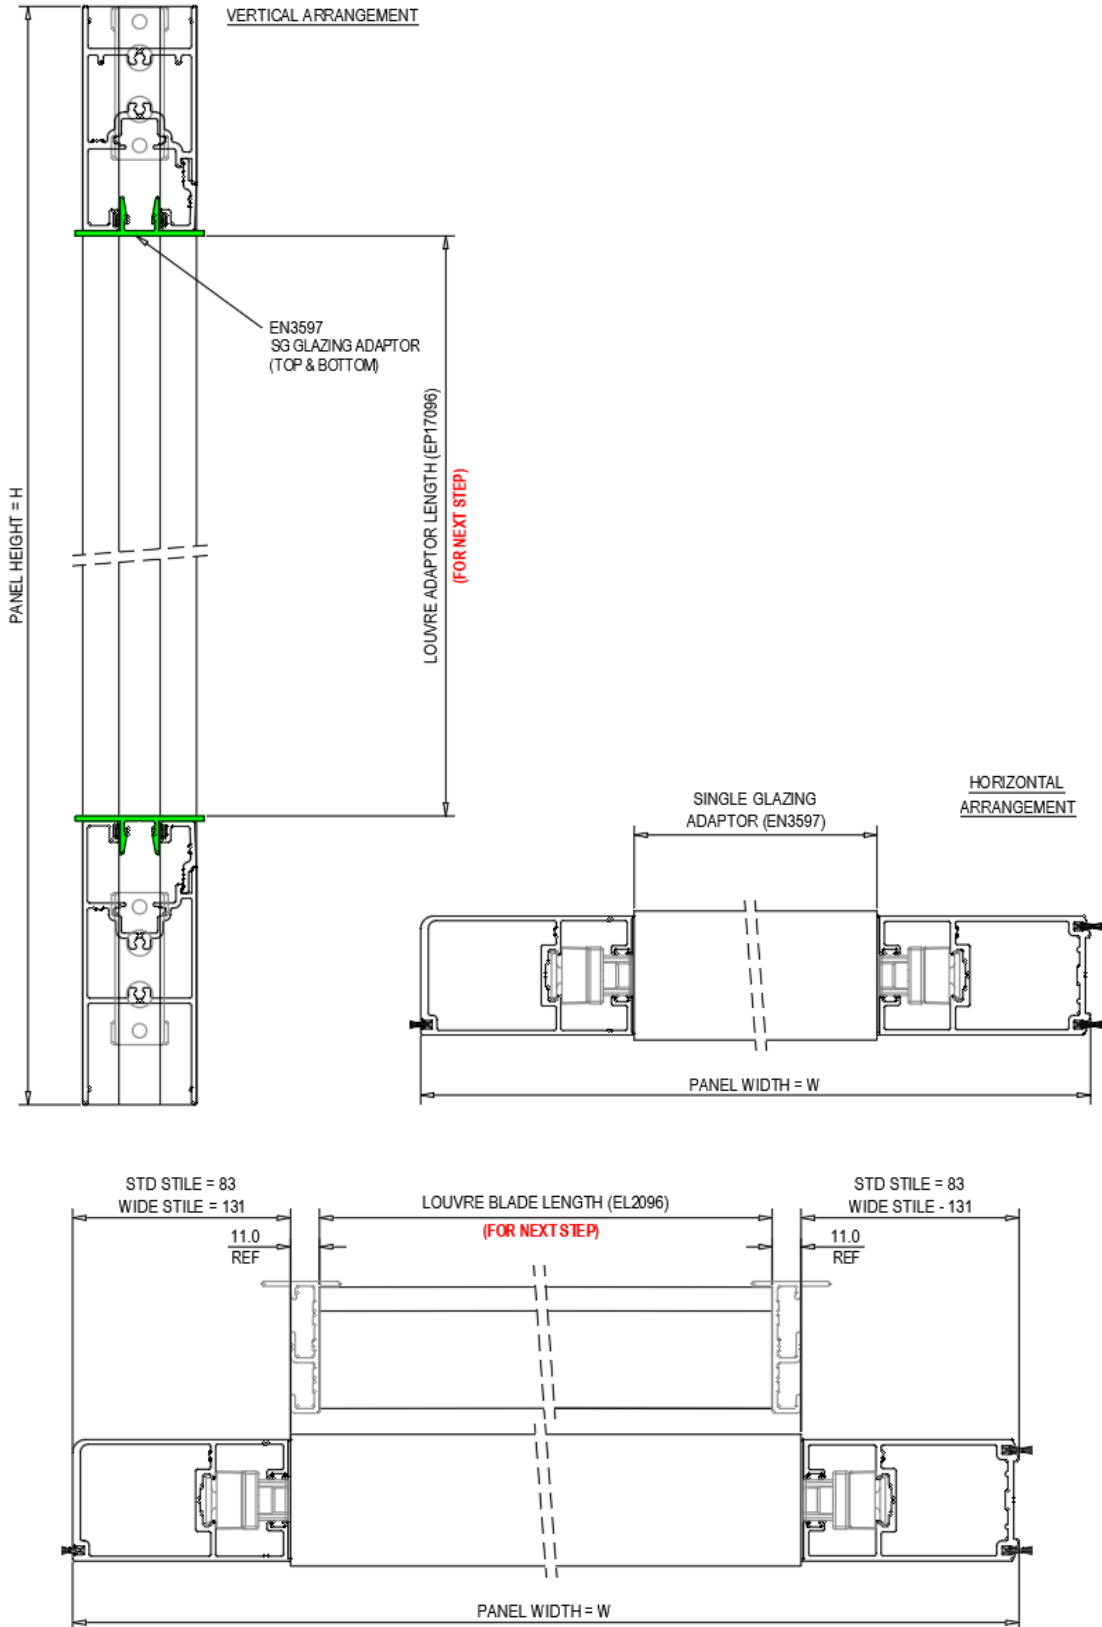 VERTICAL ARRANGEMENT
PANEL HEIGHT = H
EN3597
SG GLAZING ADAPTOR
(TOP & BOTTOM)
LOUVRE ADAPTOR LENGTH (EP17096)
(FOR NEXT STEP)
HORIZONTAL
ARRANGEMENT
SINGLE GLAZING
ADAPTOR (EN3597)
PANEL WIDTH = W
STD STILE = 83
WIDE STILE = 131
LOUVRE BLADE LENGTH (EL2096)
(FOR NEXT STEP)
STD STILE = 83
WIDE STILE - 131
11.0
REF
11.0
REF
PANEL WIDTH = W